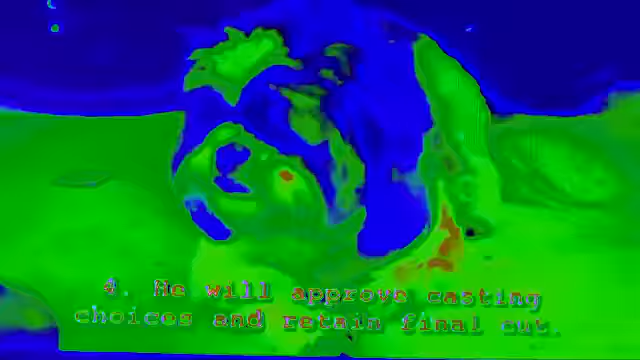 4. He will approve casting
choices and retain final cut.